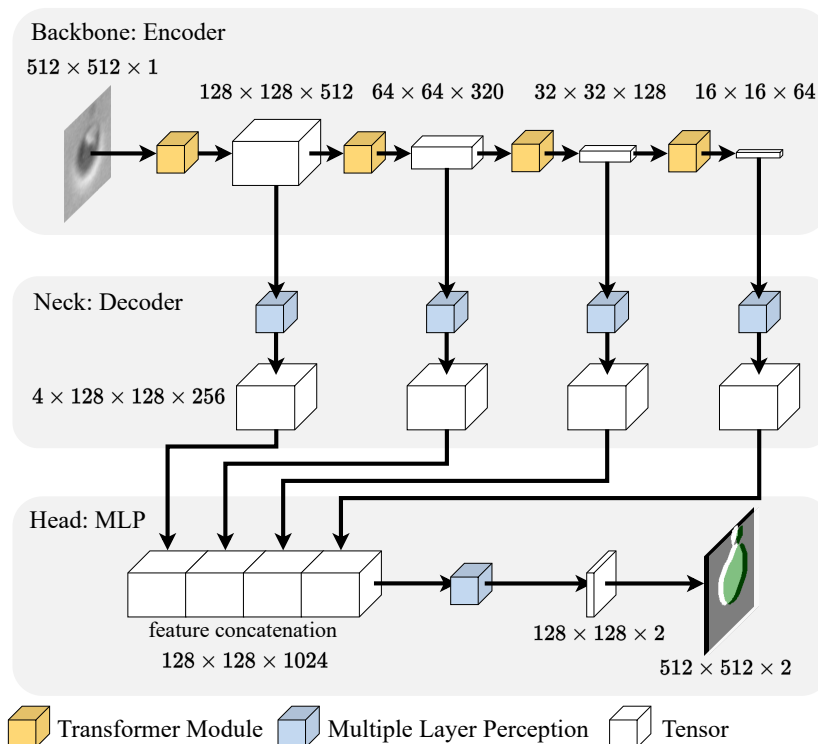 Backbone: Encoder
512 × 512 × 1
128 × 128 × 512
64 × 64 × 320
32 × 32 × 128
16 × 16 × 64
Neck: Decoder
4 × 128 × 128 × 256
Head: MLP
feature concatenation
128 × 128 × 1024
128 × 128 × 2
512 × 512 × 2
Transformer Module
Multiple Layer Perception
Tensor